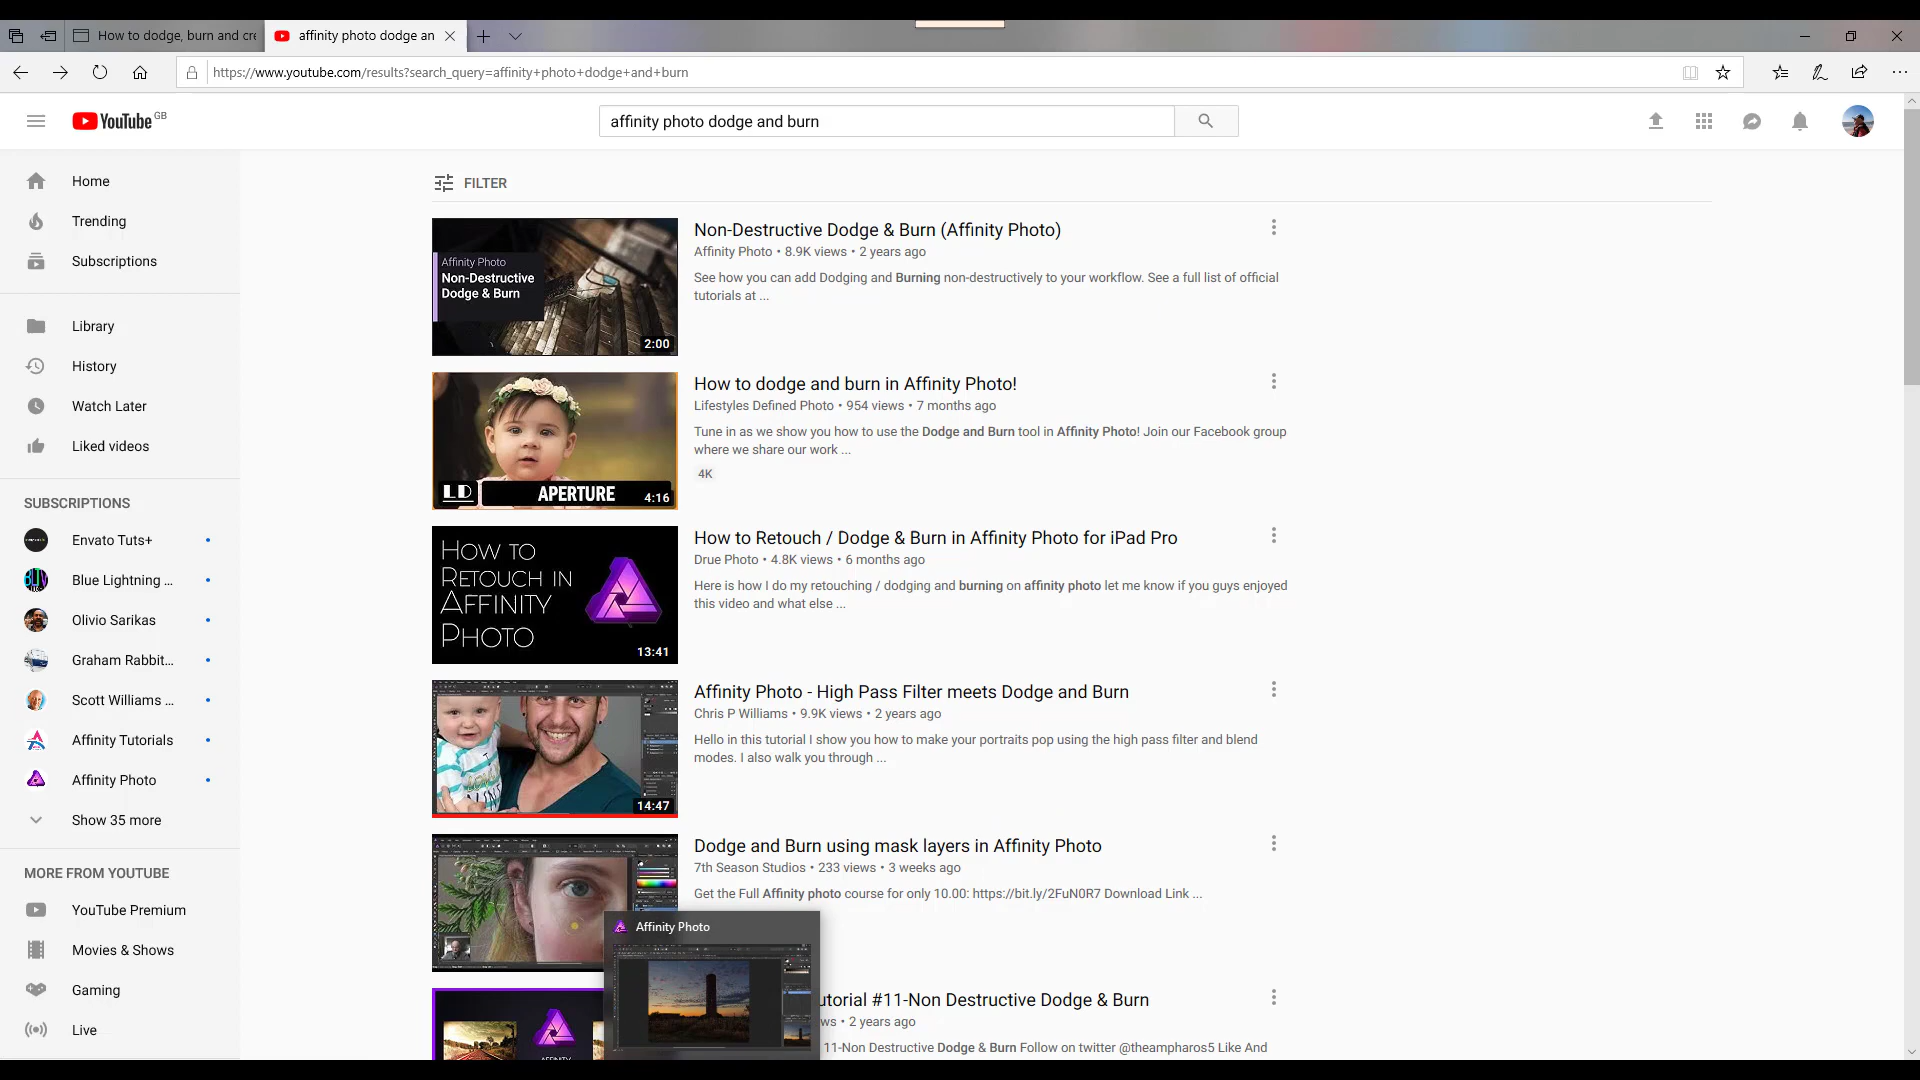 How to dodge, burn and cre
affinity photo dodge an
https://www.youtube.com/results?search_query=affinity+photo+dodge+and+burn
YouTube GB
affinity photo dodge and burn
Home
Trending
Subscriptions
Library
History
Watch Later
Liked videos
SUBSCRIPTIONS
Envato Tuts+
Blue Lightning ...
Olivio Sarikas
Graham Rabbit...
Scott Williams ...
Affinity Tutorials
Affinity Photo
Show 35 more
MORE FROM YOUTUBE
YouTube Premium
Movies & Shows
Gaming
Live
FILTER
Affinity Photo
Non-Destructive
Dodge & Burn
2:00
Non-Destructive Dodge & Burn (Affinity Photo)
Affinity Photo • 8.9K views • 2 years ago
See how you can add Dodging and Burning non-destructively to your workflow. See a full list of official
tutorials at ...
LD
APERTURE
4:16
How to dodge and burn in Affinity Photo!
Lifestyles Defined Photo • 954 views • 7 months ago
Tune in as we show you how to use the Dodge and Burn tool in Affinity Photo! Join our Facebook group
where we share our work ...
4K
HOW TO
RETOUCH IN
AFFINITY
PHOTO
13:41
How to Retouch / Dodge & Burn in Affinity Photo for iPad Pro
Drue Photo • 4.8K views • 6 months ago
Here is how I do my retouching / dodging and burning on affinity photo let me know if you guys enjoyed
this video and what else ...
14:47
Affinity Photo - High Pass Filter meets Dodge and Burn
Chris P Williams • 9.9K views • 2 years ago
Hello in this tutorial I show you how to make your portraits pop using the high pass filter and blend
modes. I also walk you through ...
Dodge and Burn using mask layers in Affinity Photo
7th Season Studios • 233 views • 3 weeks ago
Get the Full Affinity photo course for only 10.00: https://bit.ly/2FuN0R7 Download Link ...
Affinity Photo
utorial #11-Non Destructive Dodge & Burn
ws • 2 years ago
11-Non Destructive Dodge & Burn Follow on twitter @theampharos5 Like And